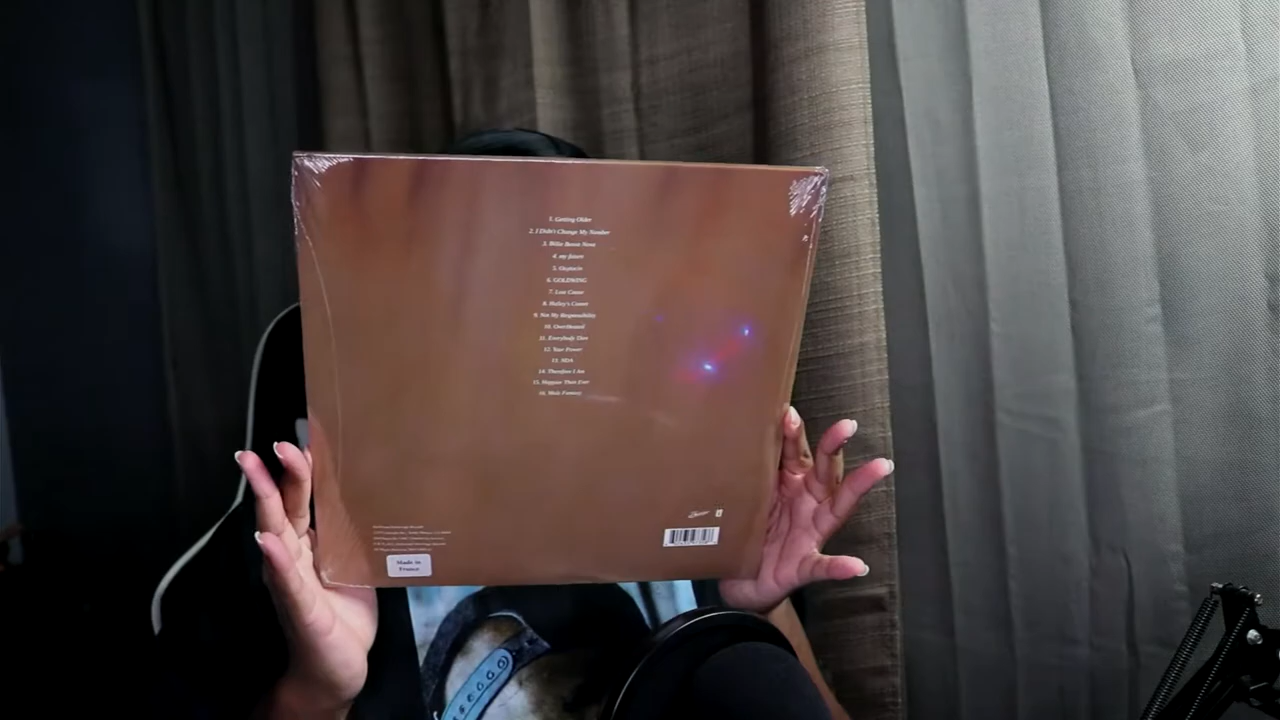 1. Getting Older
2. I Didn't Change My Number
3. Billie Bossa Nova
4. my future
5. Oxytocin
6. GOLDWING
7. Lost Cause
8. Halley's Comet
9. Not My Responsibility
10. OverHeated
11. Everybody Dies
12. Your Power
13. NDA
14. Therefore I Am
15. Happier Than Ever
16. Male Fantasy
Made in
France